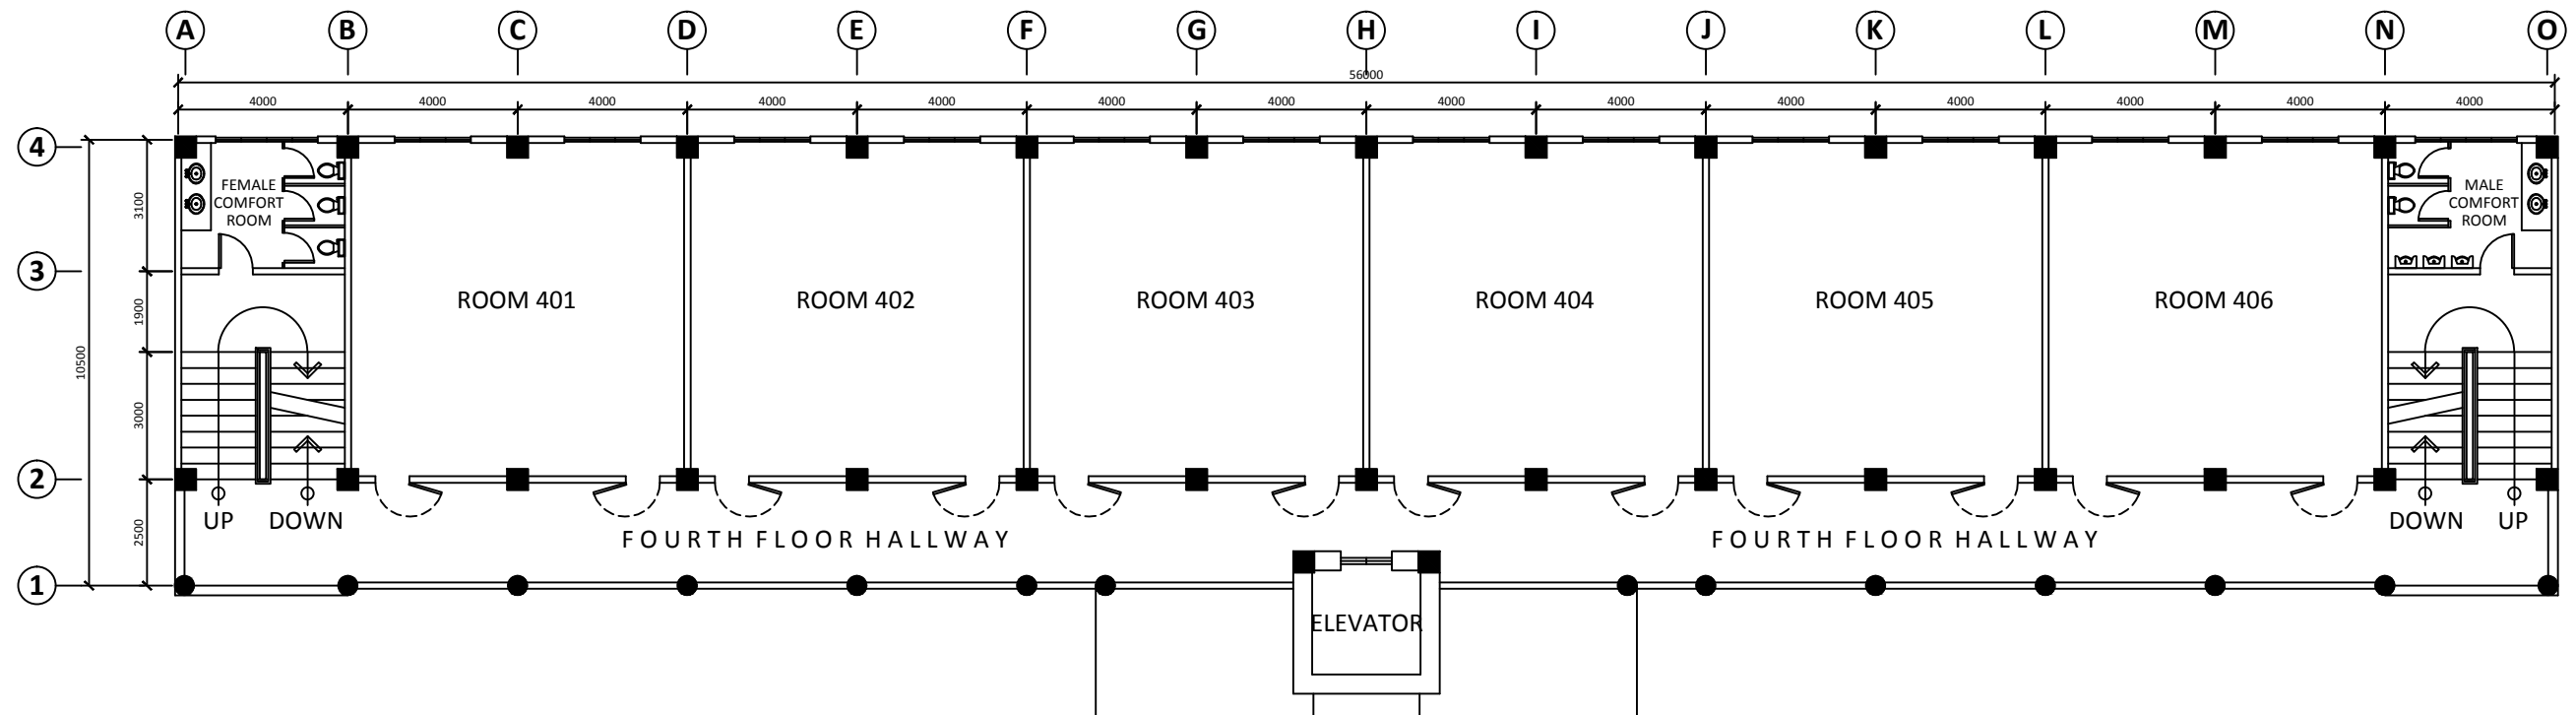 A B C D E F G H I J K L M N O
56000
4000 4000 4000 4000 4000 4000 4000 4000 4000 4000 4000 4000 4000 4000
4
3
2
1
10500
3100
1900
3000
2500
FEMALE
COMFORT
ROOM
MALE
COMFORT
ROOM
ROOM 401
ROOM 402
ROOM 403
ROOM 404
ROOM 405
ROOM 406
UP
DOWN
DOWN
UP
FOURTH FLOOR HALLWAY
FOURTH FLOOR HALLWAY
ELEVATOR